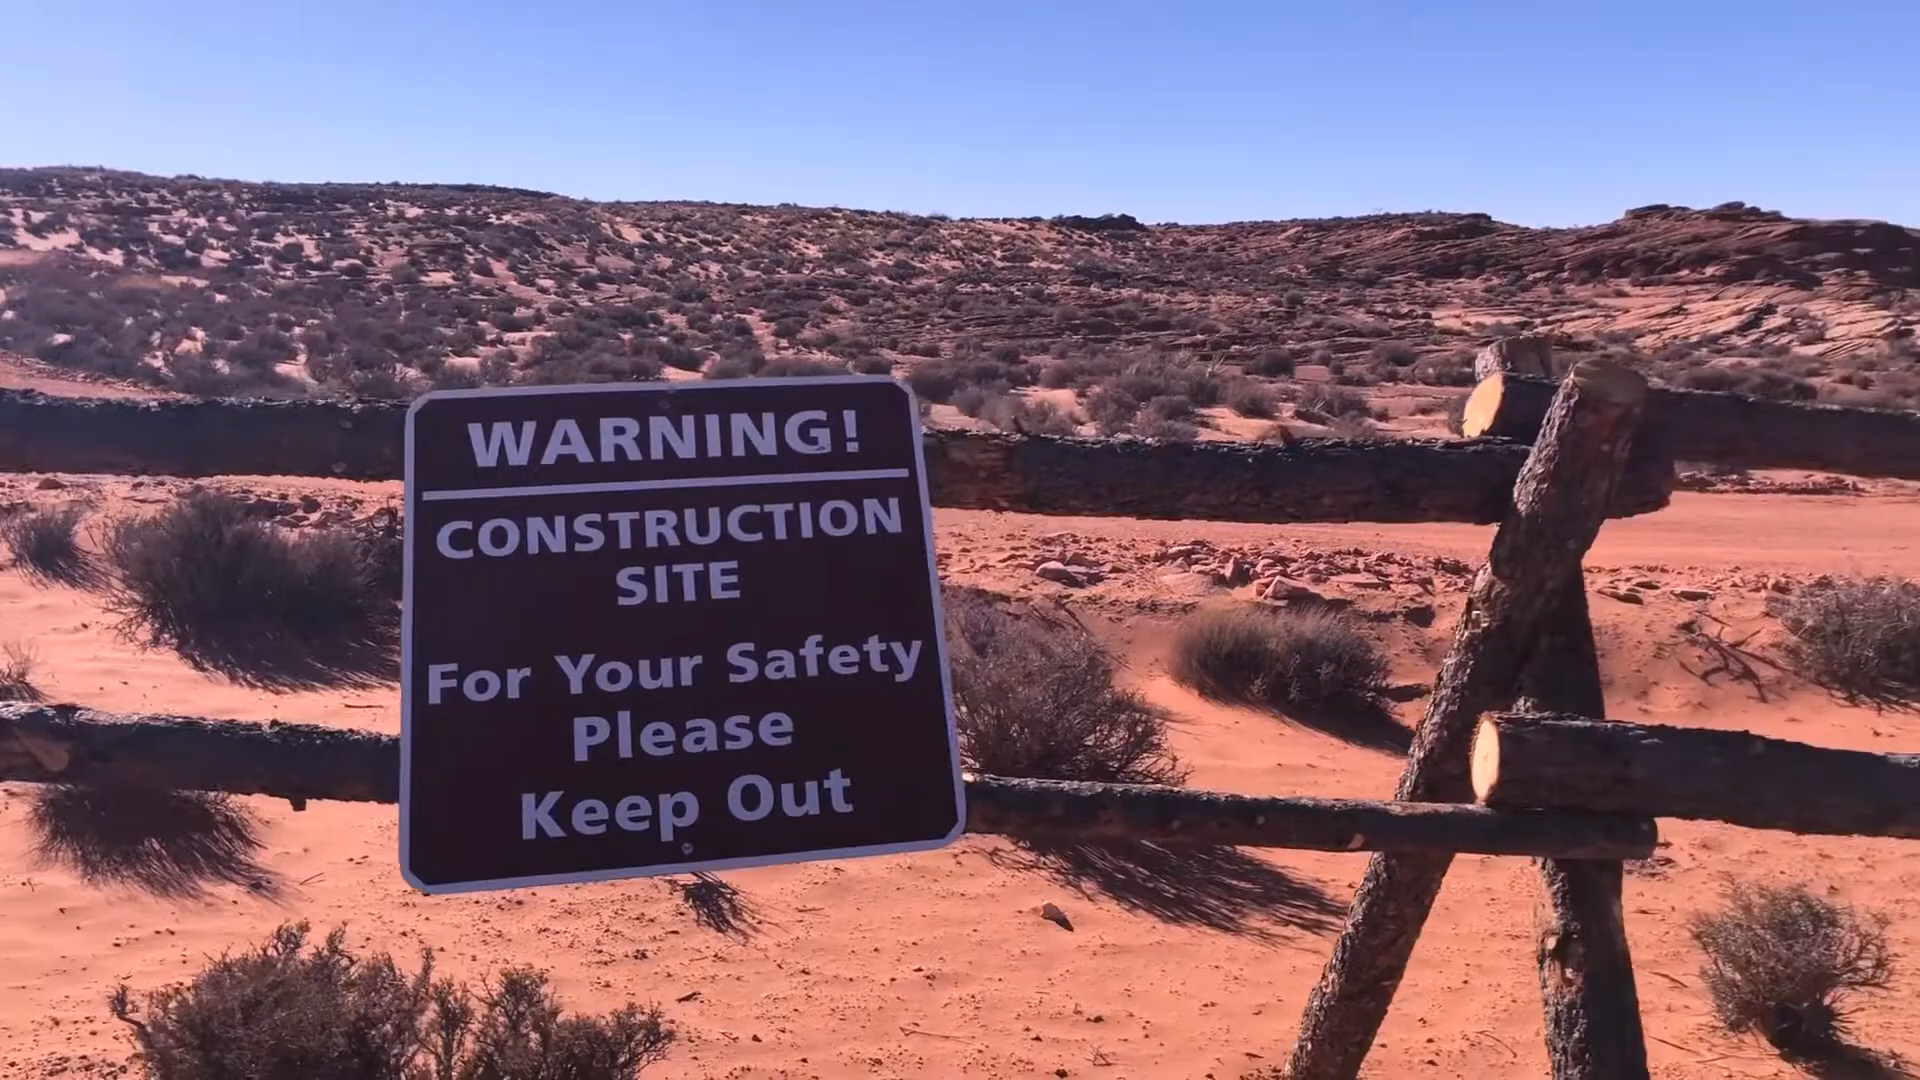 WARNING!
CONSTRUCTION
SITE
For Your Safety
Please
Keep Out